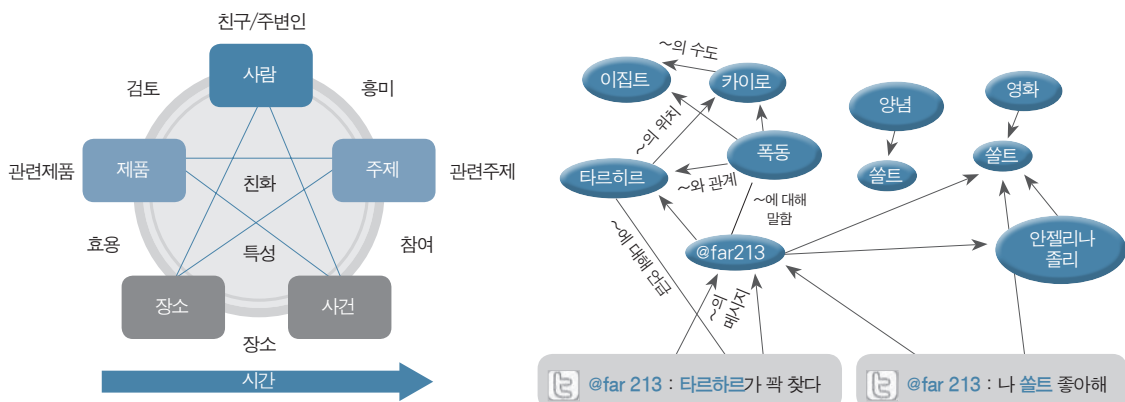 친구/주변인
사람
검토
흥미
관련제품
제품
주제
관련주제
친화
효용
특성
참여
장소
사건
장소
시간
~의 수도
이집트
카이로
~의 위치
폭동
타르히르
~와 관계
~에 대해
말함
@far213
~에 대해 언급
~의
메시지
양념
쏠트
영화
쏠트
안젤리나
졸리
@far 213 : 타르하르가 꽉 찼다
@far 213 : 나 쏠트 좋아해